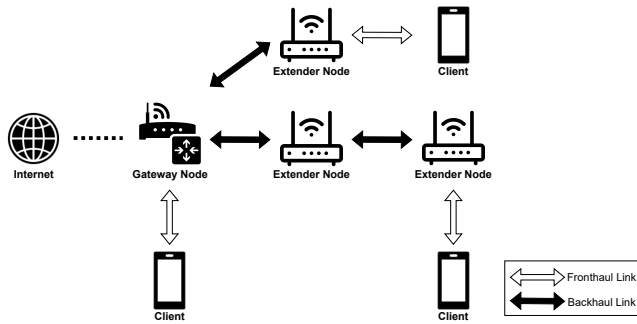 Extender Node
Client
Internet
Gateway Node
Extender Node
Extender Node
Client
Client
Fronthaul Link
Backhaul Link